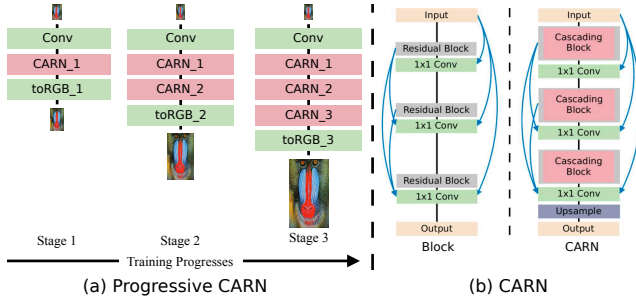 Conv
CARN_1
toRGB_1
Stage 1
Conv
CARN_1
CARN_2
toRGB_2
Stage 2
Conv
CARN_1
CARN_2
CARN_3
toRGB_3
Stage 3
Training Progresses
(a) Progressive CARN
Input
Residual Block
1x1 Conv
Residual Block
1x1 Conv
Residual Block
1x1 Conv
Output
Block
Input
Cascading
Block
1x1 Conv
Cascading
Block
1x1 Conv
Cascading
Block
1x1 Conv
Upsample
Output
CARN
(b) CARN